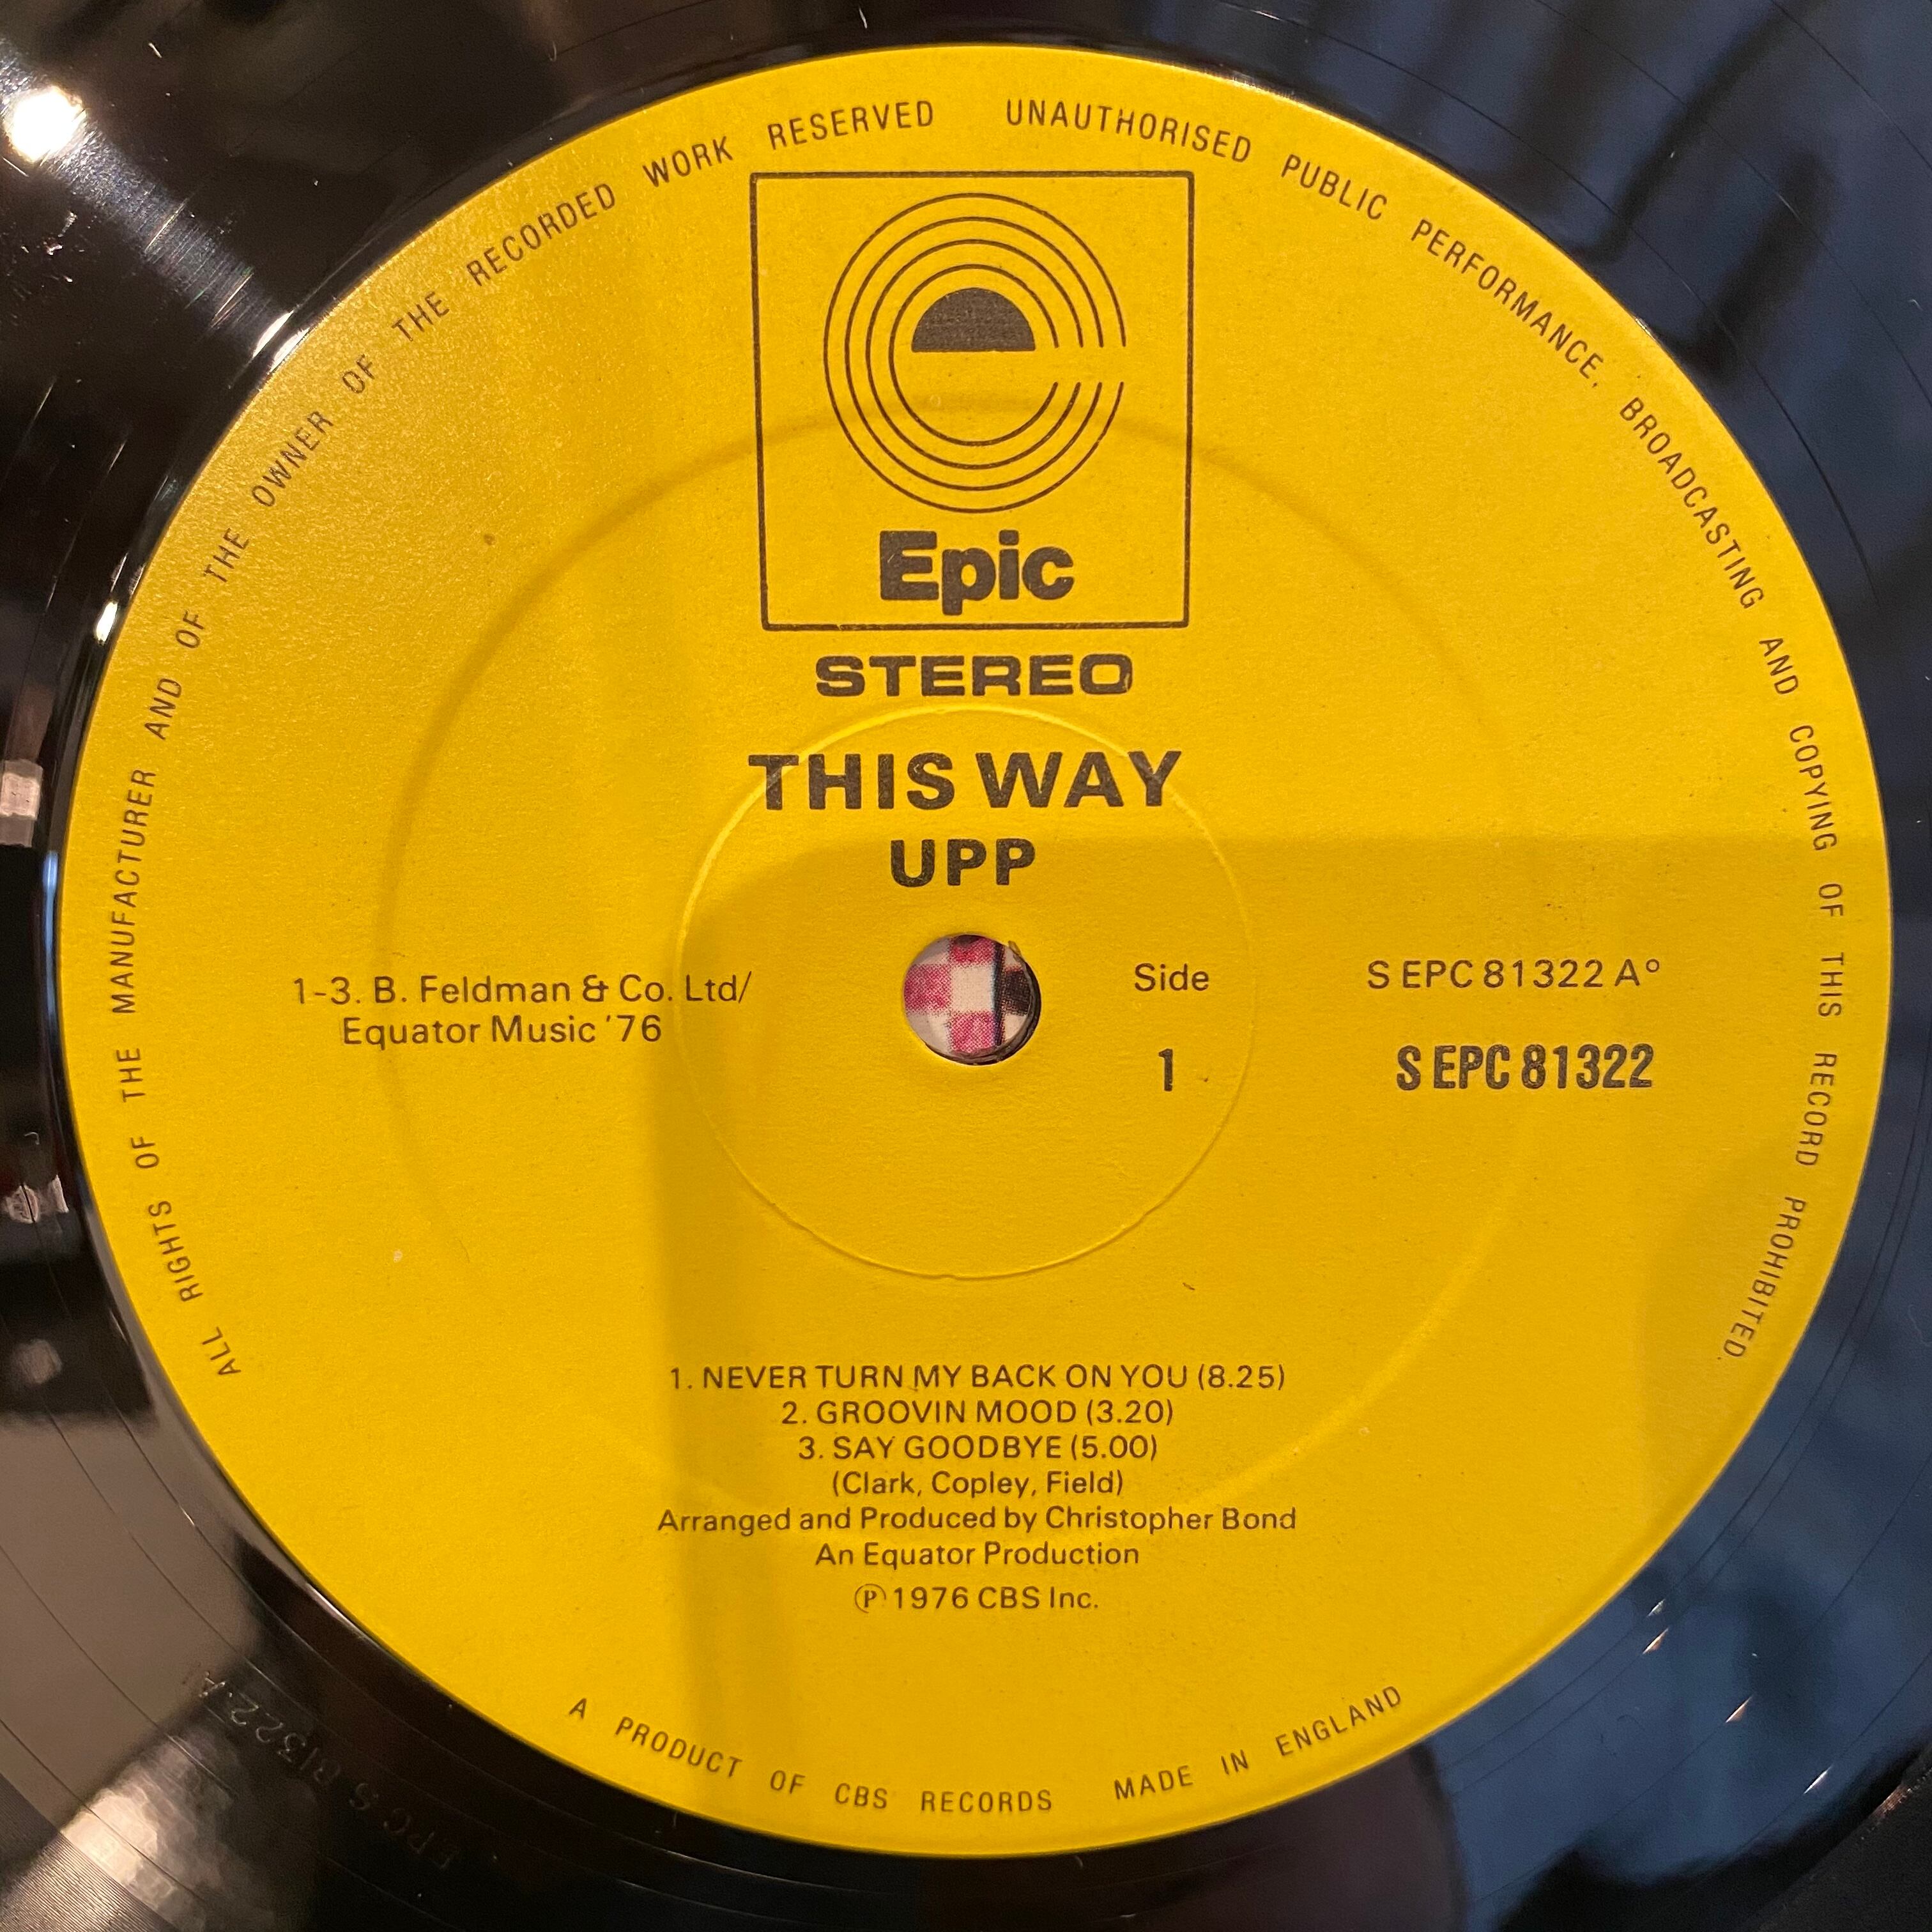 ALL RIGHTS OF THE MANUFACTURER AND OF THE OWNER OF THE RECORDED WORK RESERVED UNAUTHORISED PUBLIC PERFORMANCE, BROADCASTING AND COPYING OF THIS RECORD PROHIBITED.
Epic
STEREO
THIS WAY
UPP
1-3. B. Feldman & Co. Ltd/
Equator Music '76
Side
1
S EPC 81322 A°
S EPC 81322
1. NEVER TURN MY BACK ON YOU (8.25)
2. GROOVIN MOOD (3.20)
3. SAY GOODBYE (5.00)
(Clark, Copley, Field)
Arranged and Produced by Christopher Bond
An Equator Production
℗ 1976 CBS Inc.
A PRODUCT OF CBS RECORDS MADE IN ENGLAND
EPC S 81322 A